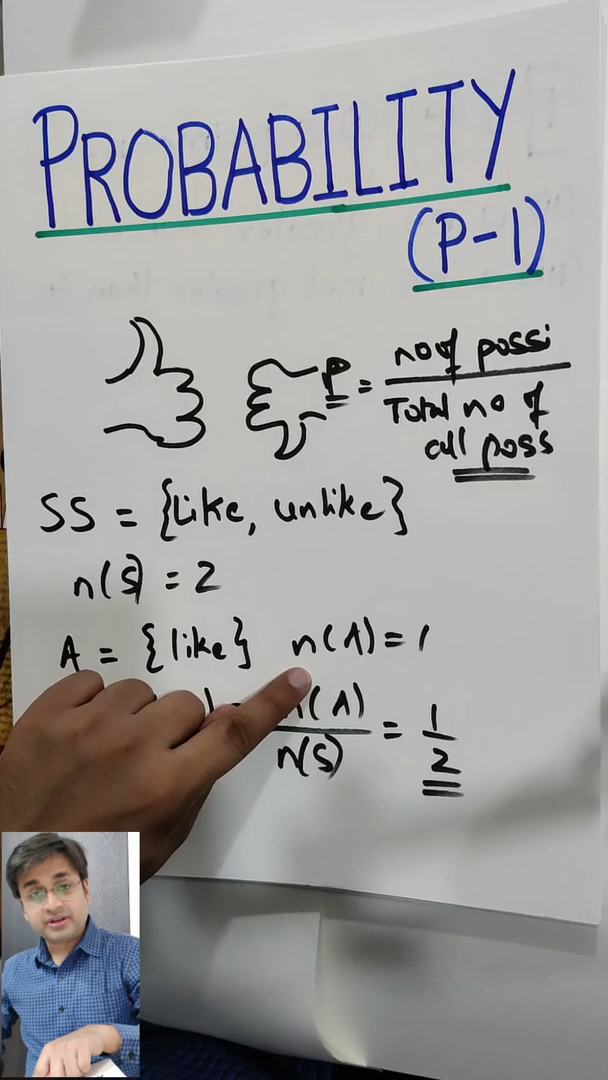 PROBABILITY
(P-1)
P = no of possi
Total no of
all poss
SS = {Like, unlike}
n(S) = 2
A = {like} n(A) = 1
(A)
n(S)
= 1
2